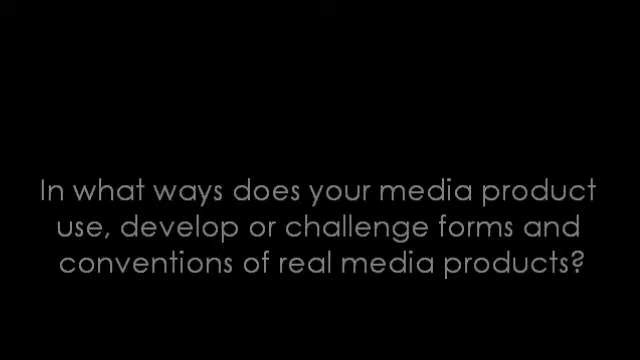 In what ways does your media product
use, develop or challenge forms and
conventions of real media products?